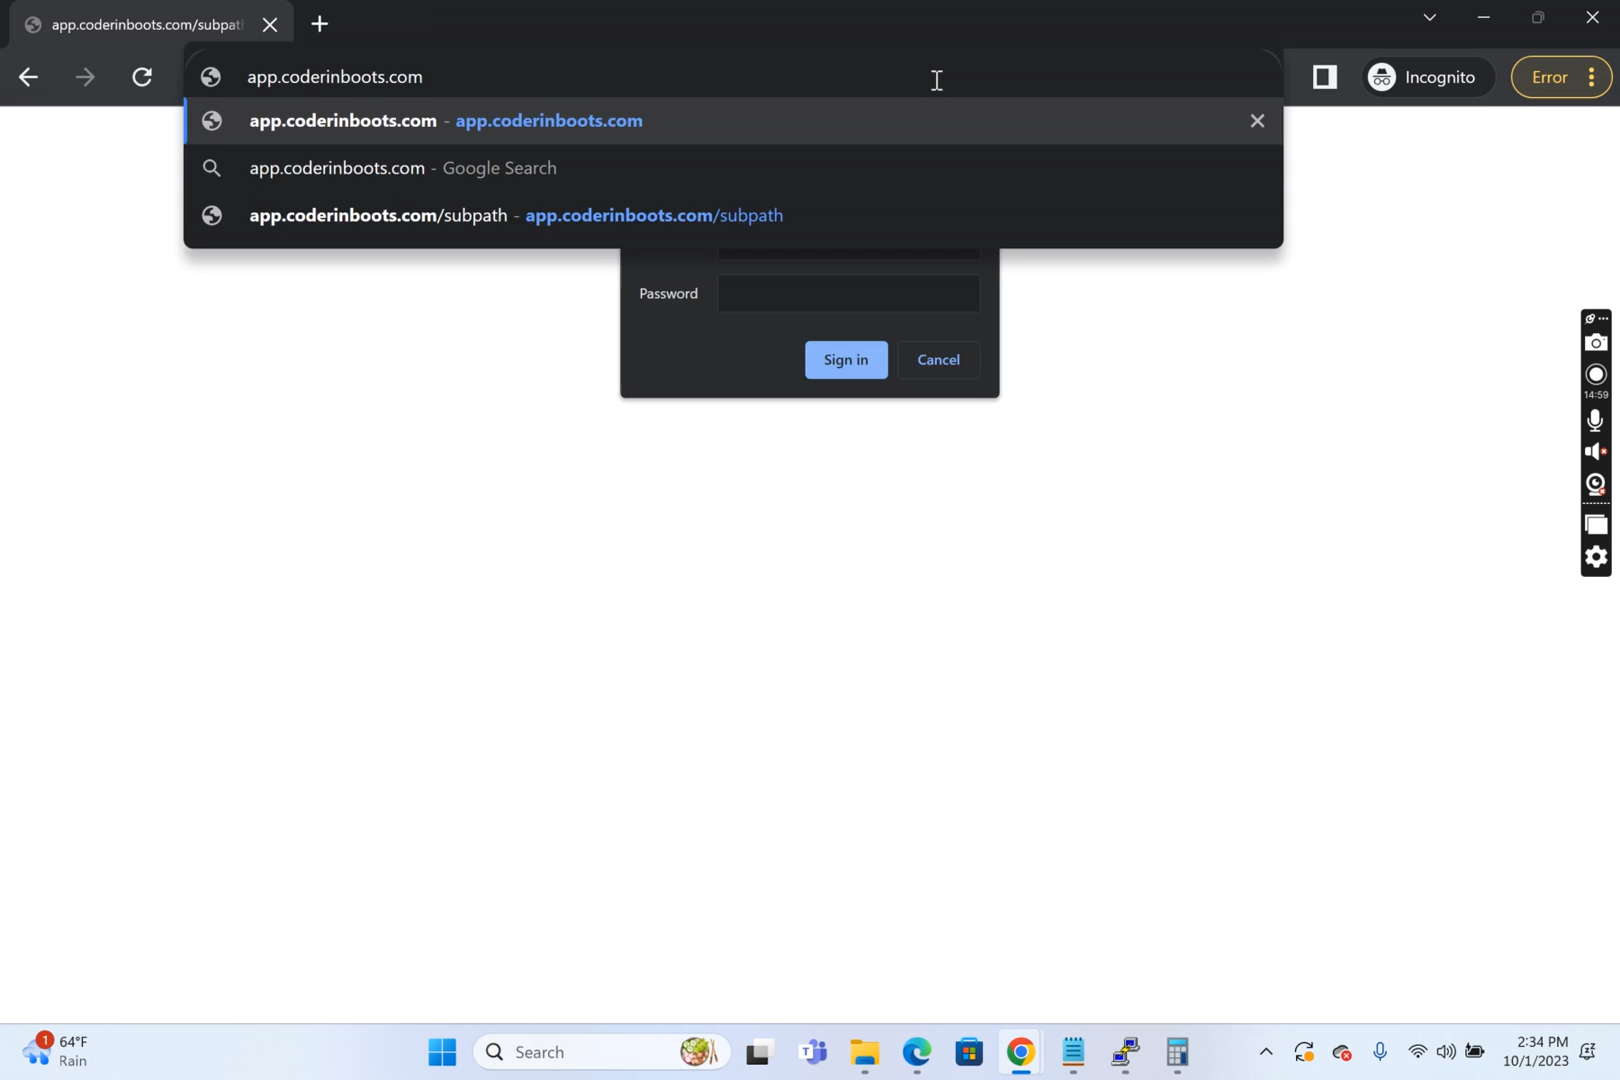 app.coderinboots.com/subpat
app.coderinboots.com
Incognito
Error
app.coderinboots.com - app.coderinboots.com
app.coderinboots.com - Google Search
app.coderinboots.com/subpath - app.coderinboots.com/subpath
Password
Sign in
Cancel
14:59
1
64°F
Rain
Search
2:34 PM
10/1/2023